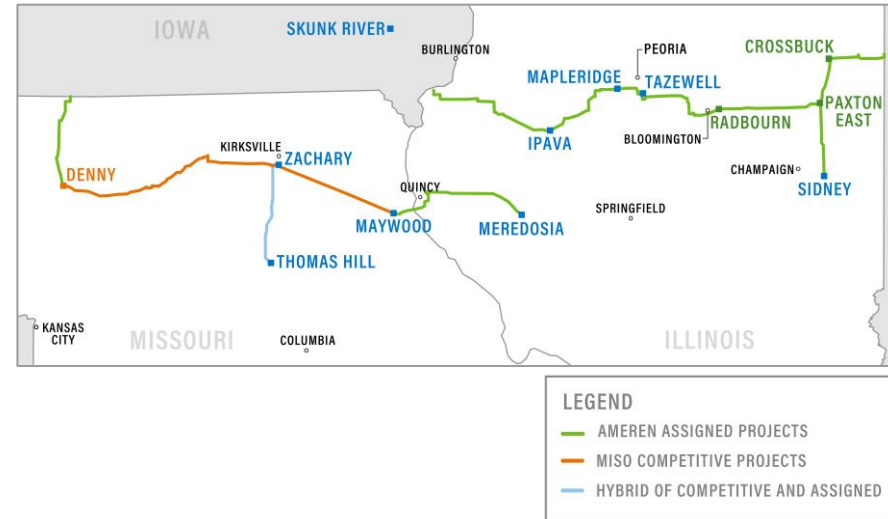 IOWA
SKUNK RIVER
BURLINGTON
PEORIA
CROSSBUCK
MAPLERIDGE
TAZEWELL
PAXTON
EAST
RADBOURN
IPAVA
BLOOMINGTON
KIRKSVILLE
ZACHARY
DENNY
CHAMPAIGN
SIDNEY
QUINCY
SPRINGFIELD
MAYWOOD
MEREDOSIA
THOMAS HILL
KANSAS
CITY
MISSOURI
COLUMBIA
ILLINOIS
LEGEND
AMEREN ASSIGNED PROJECTS
MISO COMPETITIVE PROJECTS
HYBRID OF COMPETITIVE AND ASSIGNED